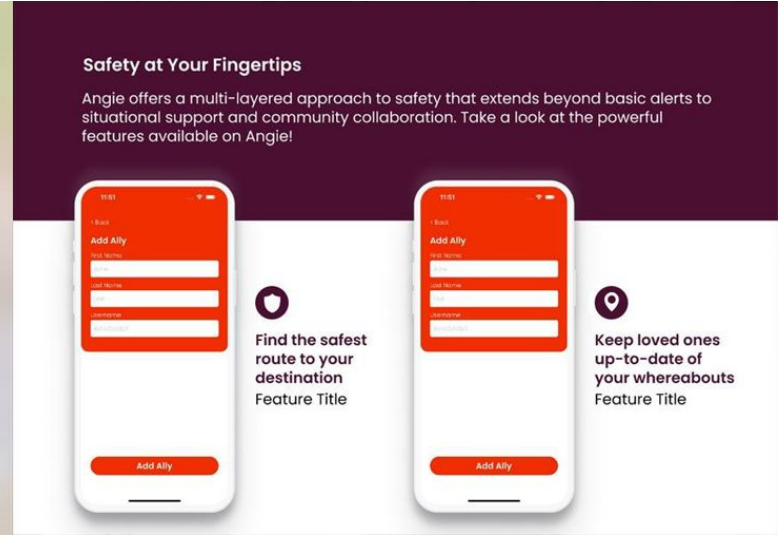 Safety at Your Fingertips
Angie offers a multi-layered approach to safety that extends beyond basic alerts to
situational support and community collaboration. Take a look at the powerful
features available on Angie!
11:51
< Back
Add Ally
First Name
Last Name
Username
Add Ally
Find the safest
route to your
destination
Feature Title
11:51
< Back
Add Ally
First Name
Last Name
Username
Add Ally
Keep loved ones
up-to-date of
your whereabouts
Feature Title